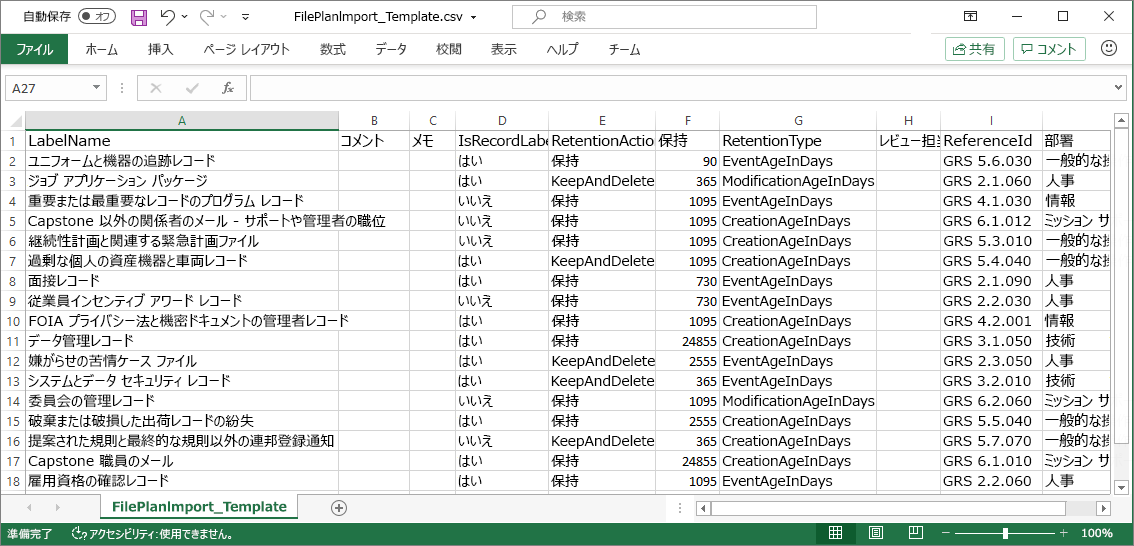 自動保存 オフ FilePlanImport_Template.csv 検索
ファイル ホーム 挿入 ページ レイアウト 数式 データ 校閲 表示 ヘルプ チーム 共有 コメント
A27 fx
A B C D E F G H I
1 LabelName コメント メモ IsRecordLabe RetentionActio 保持 RetentionType レビュー担当 ReferenceId 部署
2 ユニフォームと機器の追跡レコード はい 保持 90 EventAgeInDays GRS 5.6.030 一般的な操
3 ジョブ アプリケーション パッケージ はい KeepAndDelete 365 ModificationAgeInDays GRS 2.1.060 人事
4 重要または最重要なレコードのプログラム レコード いいえ 保持 1095 EventAgeInDays GRS 4.1.030 情報
5 Capstone 以外の関係者のメール - サポートや管理者の職位 いいえ 保持 1095 CreationAgeInDays GRS 6.1.012 ミッション サ
6 継続性計画と関連する緊急計画ファイル いいえ 保持 1095 CreationAgeInDays GRS 5.3.010 一般的な操
7 過剰な個人の資産機器と車両レコード はい KeepAndDelete 1095 CreationAgeInDays GRS 5.4.040 一般的な操
8 面接レコード はい 保持 730 EventAgeInDays GRS 2.1.090 人事
9 従業員インセンティブ アワード レコード いいえ 保持 730 EventAgeInDays GRS 2.2.030 人事
10 FOIA プライバシー法と機密ドキュメントの管理者レコード はい 保持 1095 CreationAgeInDays GRS 4.2.001 情報
11 データ管理レコード はい 保持 24855 CreationAgeInDays GRS 3.1.050 技術
12 嫌がらせの苦情ケース ファイル はい KeepAndDelete 2555 EventAgeInDays GRS 2.3.050 人事
13 システムとデータ セキュリティ レコード はい KeepAndDelete 365 EventAgeInDays GRS 3.2.010 技術
14 委員会の管理レコード いいえ 保持 1095 ModificationAgeInDays GRS 6.2.060 ミッション サ
15 破棄または破損した出荷レコードの紛失 はい 保持 2555 CreationAgeInDays GRS 5.5.040 一般的な操
16 提案された規則と最終的な規則以外の連邦登録通知 いいえ KeepAndDelete 365 CreationAgeInDays GRS 5.7.070 一般的な操
17 Capstone 職員のメール はい 保持 24855 CreationAgeInDays GRS 6.1.010 ミッション サ
18 雇用資格の確認レコード はい 保持 1095 EventAgeInDays GRS 2.2.060 人事
FilePlanImport_Template
準備完了 アクセシビリティ: 使用できません。 100%